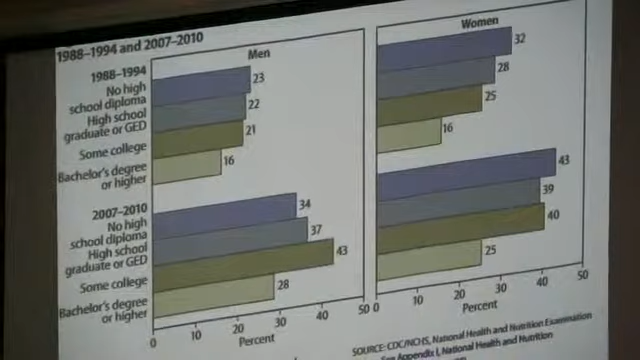 1988–1994 and 2007–2010
Men
Women
1988–1994
No high
school diploma
High school
graduate or GED
Some college
Bachelor's degree
or higher
23
22
21
16
32
28
25
16
2007–2010
No high
school diploma
High school
graduate or GED
Some college
Bachelor's degree
or higher
34
37
43
28
43
39
40
25
0 10 20 30 40 50
Percent
0 10 20 30 40 50
Percent
SOURCE: CDC/NCHS, National Health and Nutrition Examination
Appendix I, National Health and Nutrition